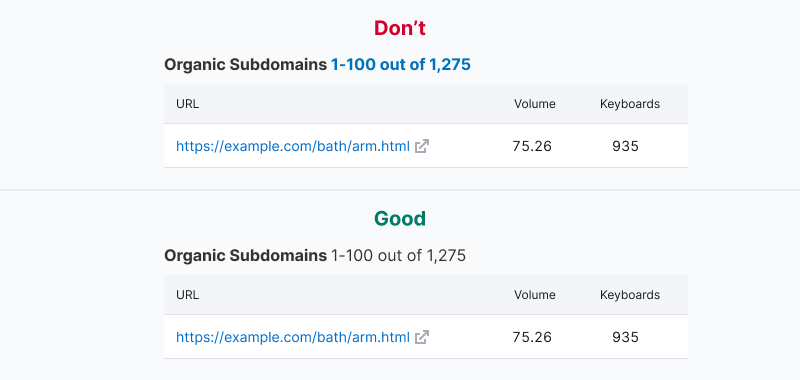 Don't
Organic Subdomains 1-100 out of 1,275
URL Volume Keyboards
https://example.com/bath/arm.html 75.26 935
Good
Organic Subdomains 1-100 out of 1,275
URL Volume Keyboards
https://example.com/bath/arm.html 75.26 935